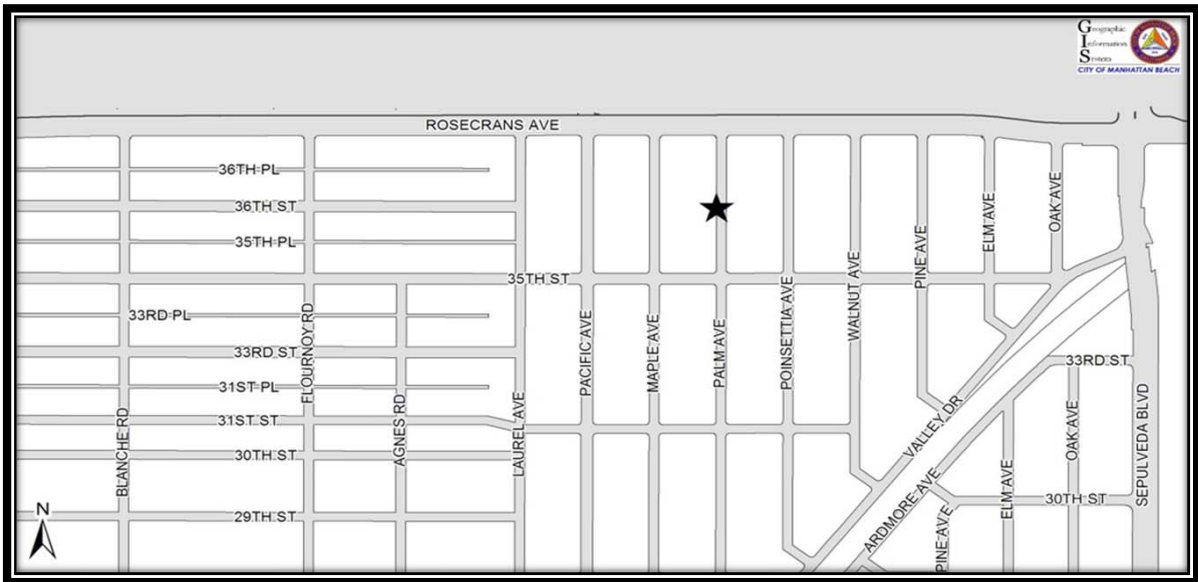 Geographic
Information
System
CITY OF MANHATTAN BEACH
ROSECRANS AVE
36TH PL
36TH ST
35TH PL
35TH ST
33RD PL
33RD ST
31ST PL
31ST ST
30TH ST
29TH ST
BLANCHE RD
FLOURNOY RD
AGNES RD
LAUREL AVE
PACIFIC AVE
MAPLE AVE
PALM AVE
POINSETTIA AVE
WALNUT AVE
PINE AVE
ELM AVE
OAK AVE
VALLEY DR
ARDMORE AVE
33RD ST
PINE AVE
ELM AVE
OAK AVE
30TH ST
SEPULVEDA BLVD
N